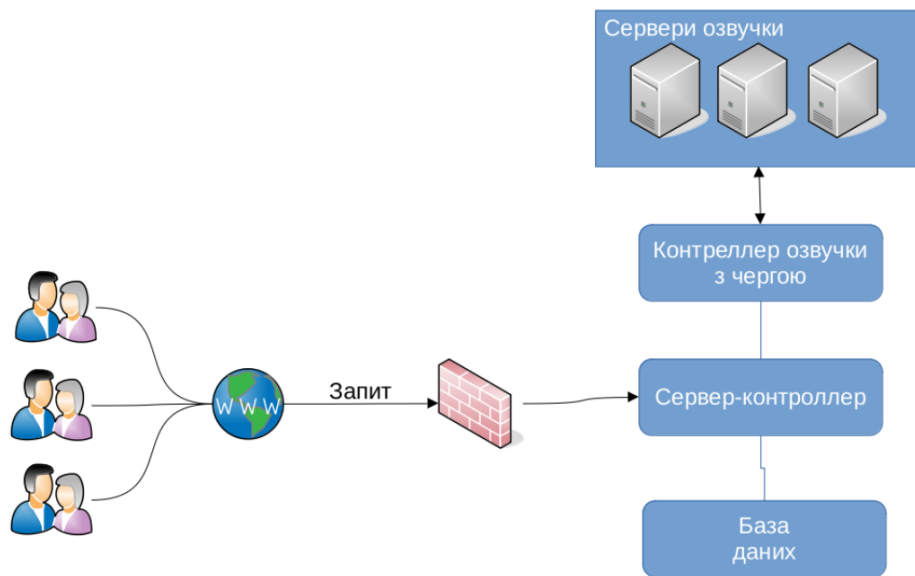 Сервери озвучки
Контреллер озвучки
з чергою
Запит
W W W
Сервер-контроллер
База
даних